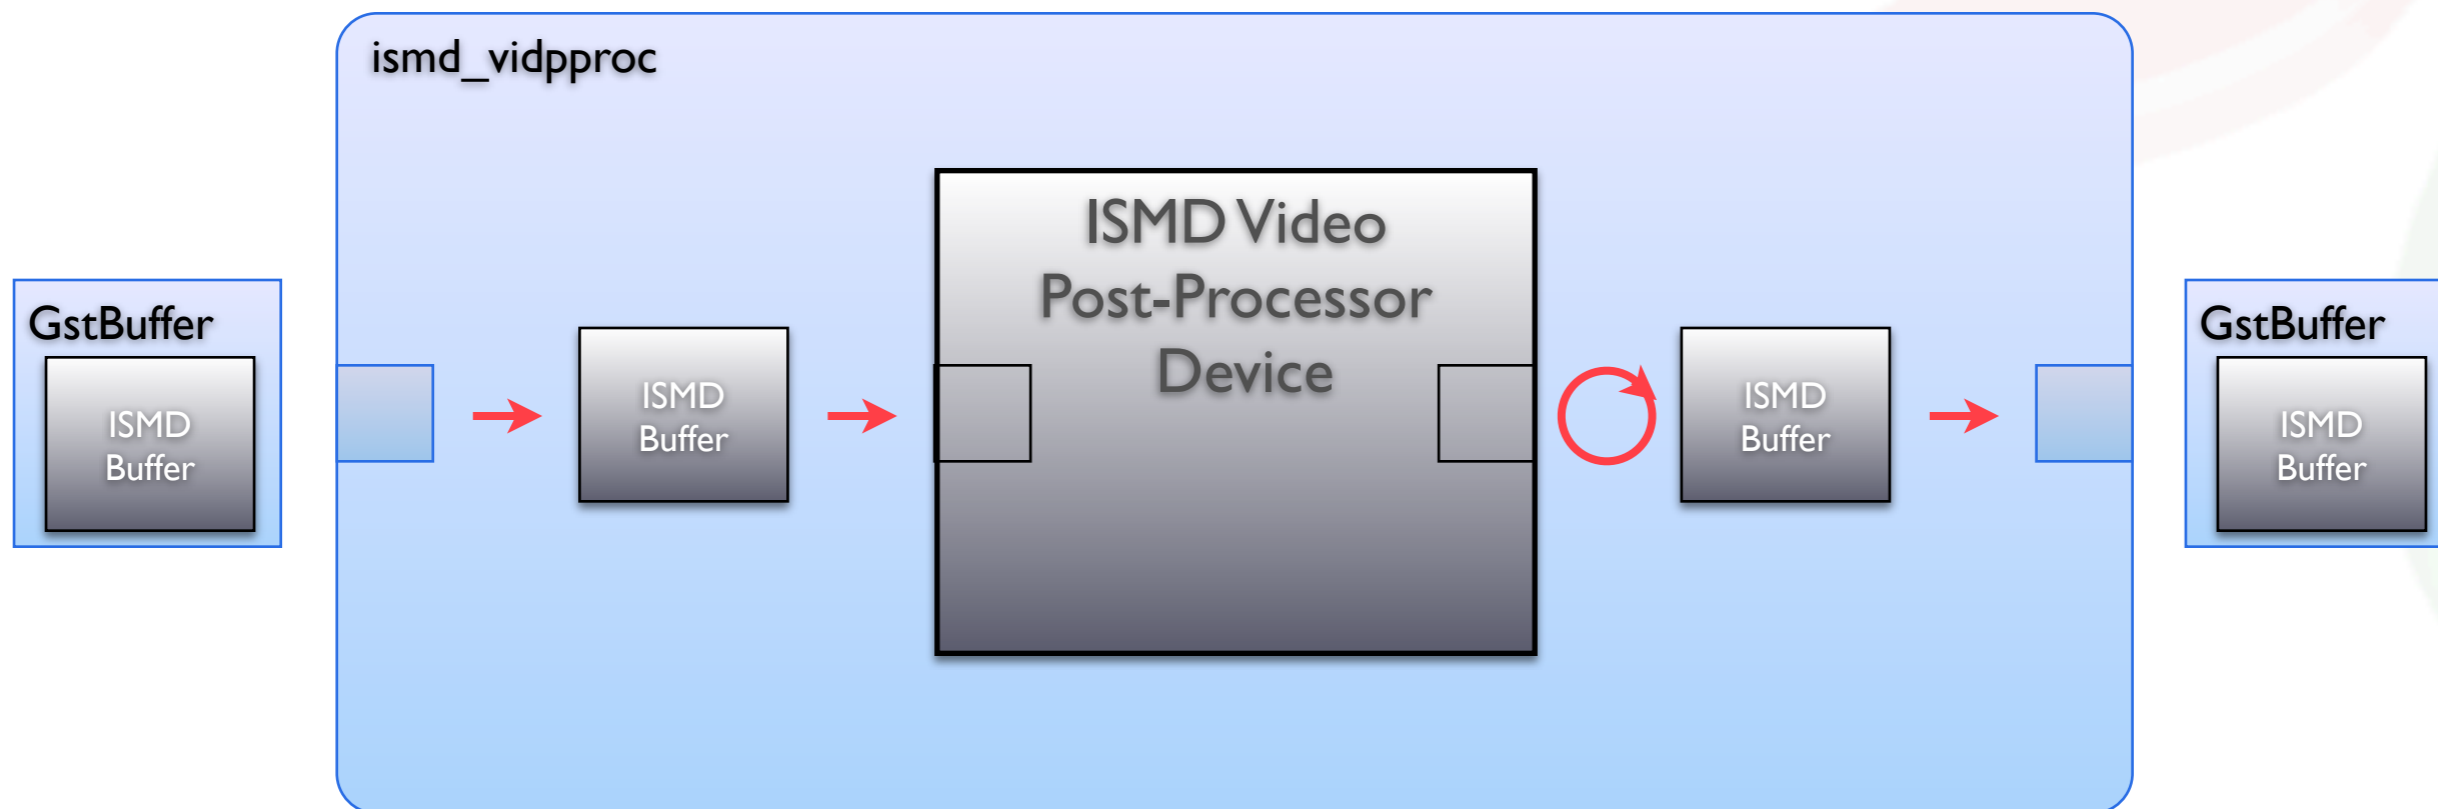 ismd_vidpproc
GstBuffer
ISMD
Buffer
ISMD
Buffer
ISMD Video
Post-Processor
Device
ISMD
Buffer
GstBuffer
ISMD
Buffer